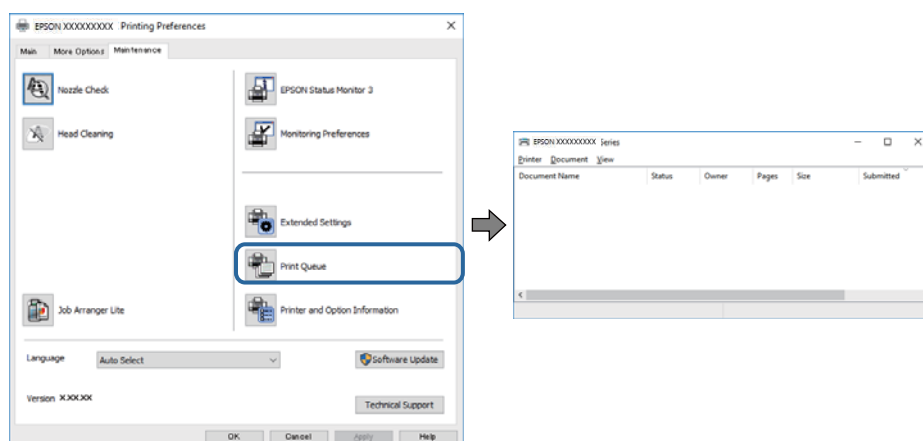 EPSON XXXXXXXXX Printing Preferences
Main More Options Maintenance
Nozzle Check
EPSON Status Monitor 3
Head Cleaning
Monitoring Preferences
Extended Settings
Print Queue
Job Arranger Lite
Printer and Option Information
Language Auto Select Software Update
Version X.XX.XX
Technical Support
OK Cancel Apply Help
EPSON XXXXXXXXX Series
Printer Document View
Document Name Status Owner Pages Size Submitted